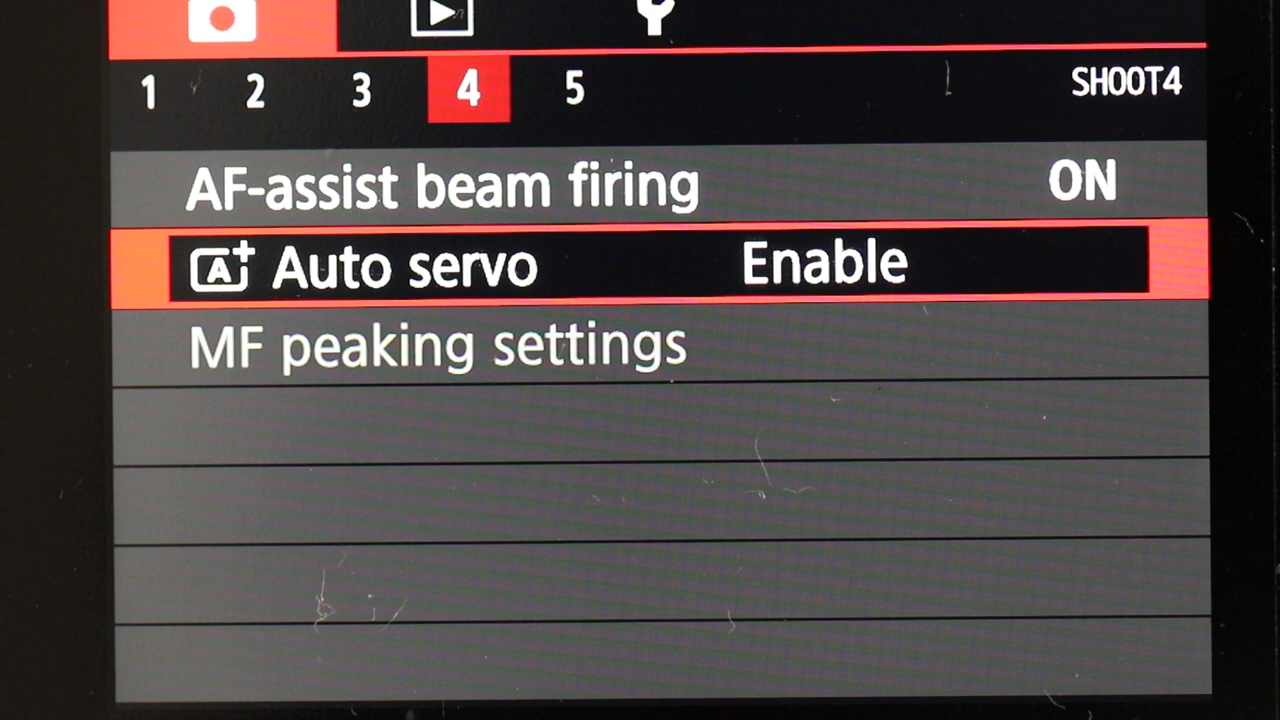 1 2 3 4 5 SHOOT4
AF-assist beam firing ON
A+ Auto servo Enable
MF peaking settings